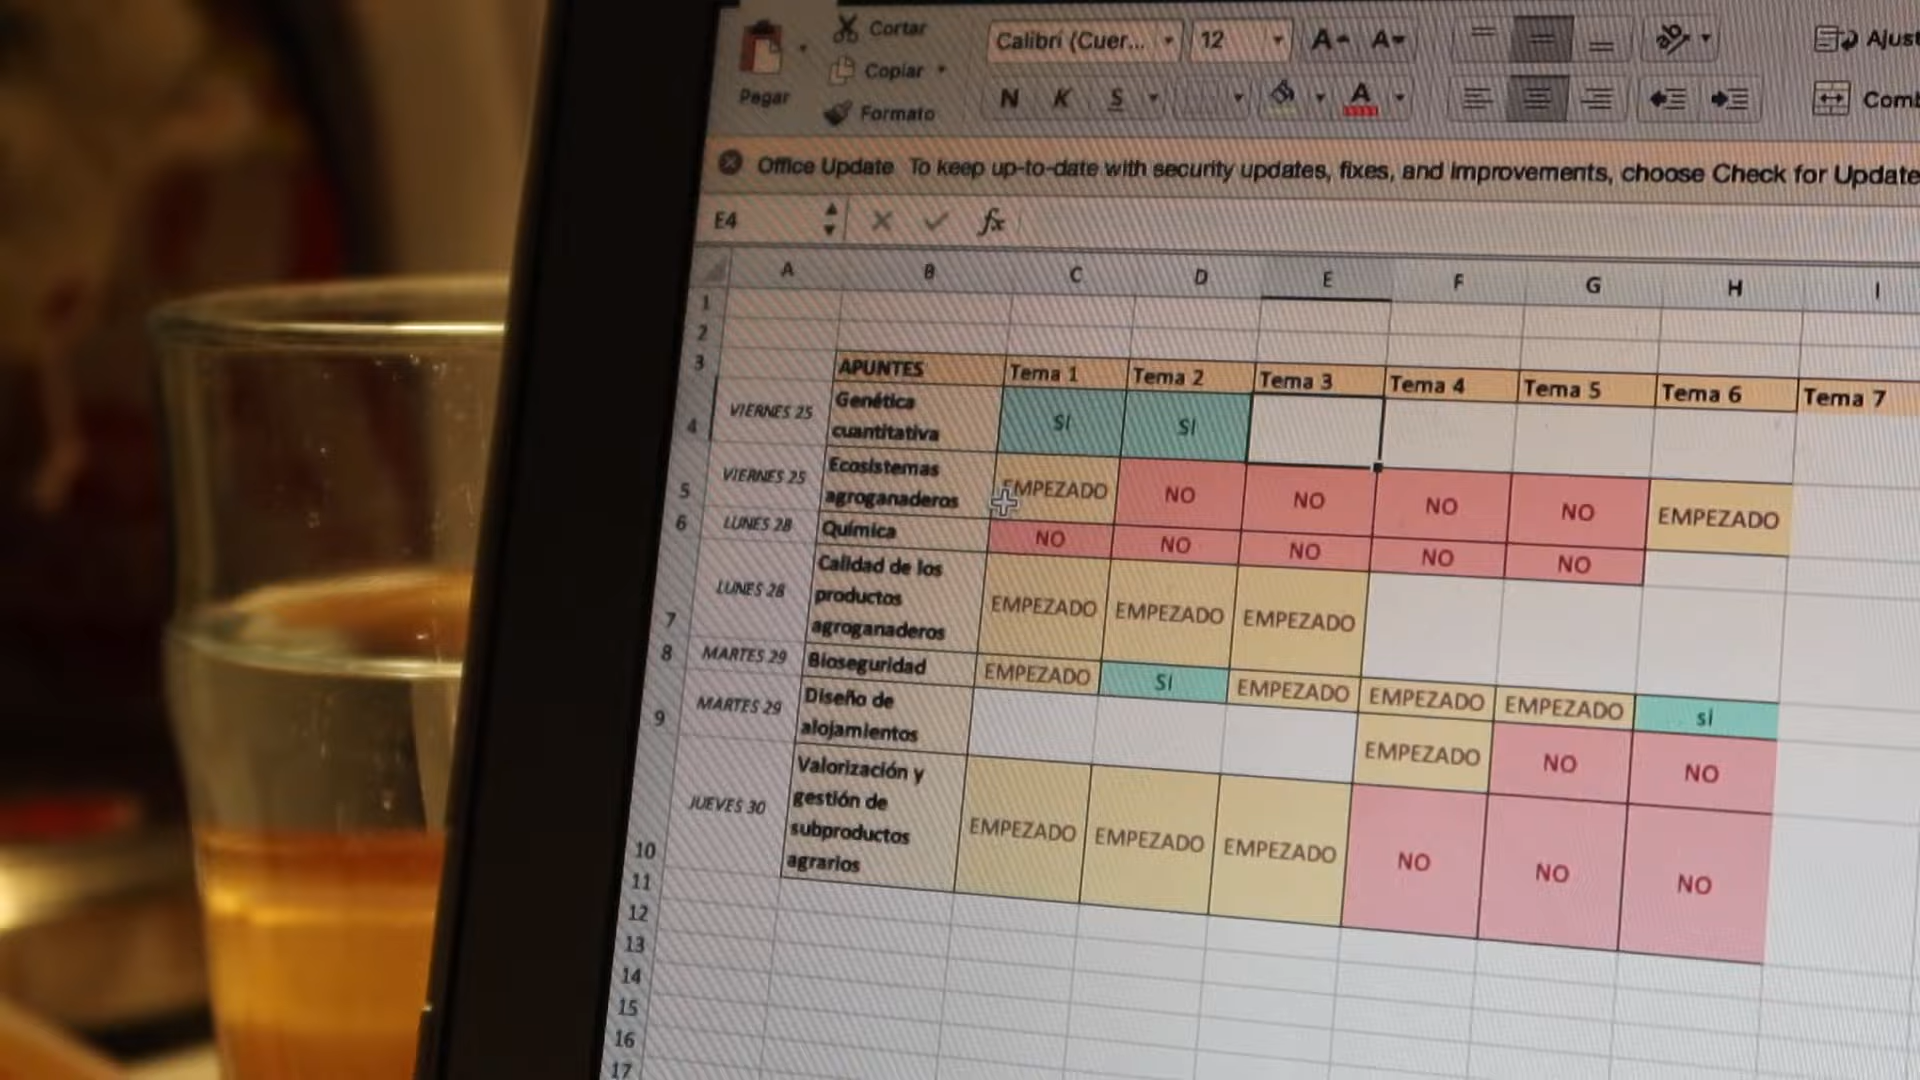 Cortar
Pegar
Copiar
Formato
Calibri (Cuer... 12 A A
N K S A
Ajust
Comb
Office Update To keep up-to-date with security updates, fixes, and improvements, choose Check for Update
E4 fx
A B C D E F G H I
1
2
3 APUNTES Tema 1 Tema 2 Tema 3 Tema 4 Tema 5 Tema 6 Tema 7
4 VIERNES 25 Genética
cuantitativa SI SI
5 VIERNES 25 Ecosistemas
agroganaderos EMPEZADO NO NO NO NO EMPEZADO
6 LUNES 28 Química NO NO NO NO NO
7 LUNES 28 Calidad de los
productos
agroganaderos EMPEZADO EMPEZADO EMPEZADO
8 MARTES 29 Bioseguridad EMPEZADO SI EMPEZADO EMPEZADO EMPEZADO sí
9 MARTES 29 Diseño de
alojamientos EMPEZADO NO NO
10 JUEVES 30 Valorización y
gestión de
subproductos
agrarios EMPEZADO EMPEZADO EMPEZADO NO NO NO
11
12
13
14
15
16
17